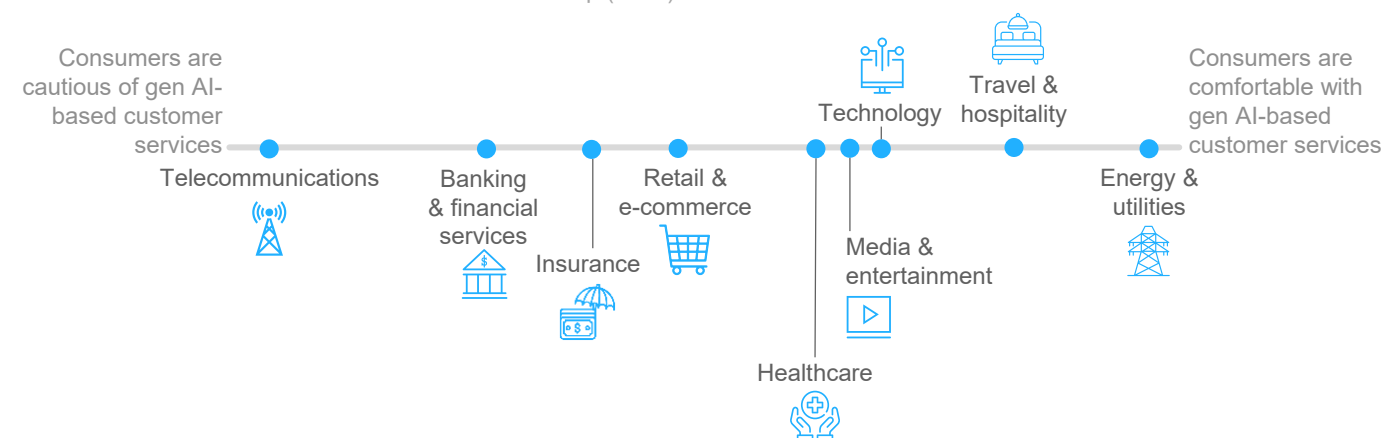 Consumers are
cautious of gen AI-
based customer
services
Technology
Travel &
hospitality
Consumers are
comfortable with
gen AI-based
customer services
Telecommunications
Banking
& financial
services
Insurance
Retail &
e-commerce
Healthcare
Media &
entertainment
Energy &
utilities